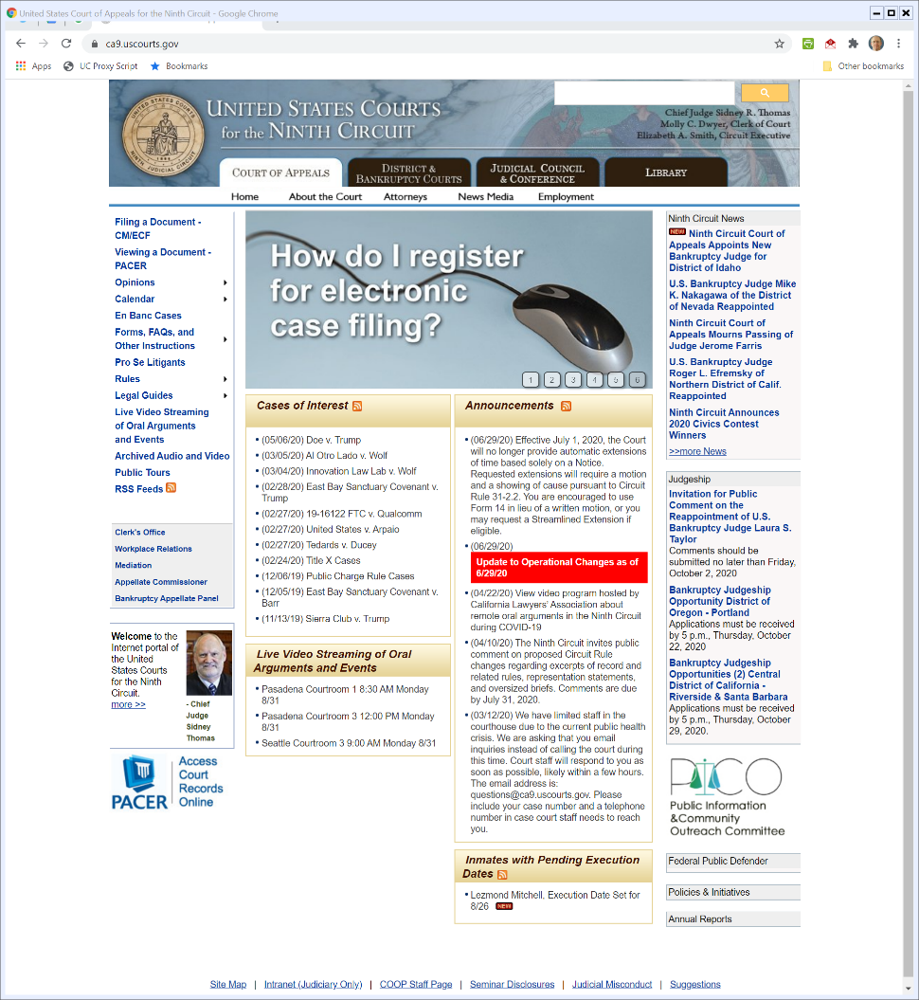 United States Court of Appeals for the Ninth Circuit - Google Chrome
ca9.uscourts.gov
Apps UC Proxy Script Bookmarks Other bookmarks
UNITED STATES COURTS
for the NINTH CIRCUIT
Chief Judge Sidney R. Thomas
Molly C. Dwyer, Clerk of Court
Elizabeth A. Smith, Circuit Executive
COURT OF APPEALS
DISTRICT &
BANKRUPTCY COURTS
JUDICIAL COUNCIL
& CONFERENCE
LIBRARY
Home About the Court Attorneys News Media Employment
Filing a Document -
CM/ECF
Viewing a Document -
PACER
Opinions
Calendar
En Banc Cases
Forms, FAQs, and
Other Instructions
Pro Se Litigants
Rules
Legal Guides
Live Video Streaming
of Oral Arguments
and Events
Archived Audio and Video
Public Tours
RSS Feeds
Clerk's Office
Workplace Relations
Mediation
Appellate Commissioner
Bankruptcy Appellate Panel
Welcome to the
Internet portal of
the United
States Courts
for the Ninth
Circuit.
more >>
- Chief
Judge
Sidney
Thomas
PACER
Access
Court
Records
Online
How do I register
for electronic
case filing?
1 2 3 4 5 6
Cases of Interest
• (05/06/20) Doe v. Trump
• (03/05/20) Al Otro Lado v. Wolf
• (03/04/20) Innovation Law Lab v. Wolf
• (02/28/20) East Bay Sanctuary Covenant v.
Trump
• (02/27/20) 19-16122 FTC v. Qualcomm
• (02/27/20) United States v. Arpaio
• (02/27/20) Tedards v. Ducey
• (02/24/20) Title X Cases
• (12/06/19) Public Charge Rule Cases
• (12/05/19) East Bay Sanctuary Covenant v.
Barr
• (11/13/19) Sierra Club v. Trump
Live Video Streaming of Oral
Arguments and Events
• Pasadena Courtroom 1 8:30 AM Monday
8/31
• Pasadena Courtroom 3 12:00 PM Monday
8/31
• Seattle Courtroom 3 9:00 AM Monday 8/31
Announcements
• (06/29/20) Effective July 1, 2020, the Court
will no longer provide automatic extensions
of time based solely on a Notice.
Requested extensions will require a motion
and a showing of cause pursuant to Circuit
Rule 31-2.2. You are encouraged to use
Form 14 in lieu of a written motion, or you
may request a Streamlined Extension if
eligible.
• (06/29/20)
Update to Operational Changes as of
6/29/20
• (04/22/20) View video program hosted by
California Lawyers' Association about
remote oral arguments in the Ninth Circuit
during COVID-19
• (04/10/20) The Ninth Circuit invites public
comment on proposed Circuit Rule
changes regarding excerpts of record and
related rules, representation statements,
and oversized briefs. Comments are due
by July 31, 2020.
• (03/12/20) We have limited staff in the
courthouse due to the current public health
crisis. We are asking that you email
inquiries instead of calling the court during
this time. Court staff will respond to you as
soon as possible, likely within a few hours.
The email address is:
questions@ca9.uscourts.gov. Please
include your case number and a telephone
number in case court staff needs to reach
you.
Inmates with Pending Execution
Dates
• Lezmond Mitchell, Execution Date Set for
8/26 NEW
Ninth Circuit News
NEW Ninth Circuit Court of
Appeals Appoints New
Bankruptcy Judge for
District of Idaho
U.S. Bankruptcy Judge Mike
K. Nakagawa of the District
of Nevada Reappointed
Ninth Circuit Court of
Appeals Mourns Passing of
Judge Jerome Farris
U.S. Bankruptcy Judge
Roger L. Efremsky of
Northern District of Calif.
Reappointed
Ninth Circuit Announces
2020 Civics Contest
Winners
>>more News
Judgeship
Invitation for Public
Comment on the
Reappointment of U.S.
Bankruptcy Judge Laura S.
Taylor
Comments should be
submitted no later than Friday,
October 2, 2020
Bankruptcy Judgeship
Opportunity District of
Oregon - Portland
Applications must be received
by 5 p.m., Thursday, October
22, 2020
Bankruptcy Judgeship
Opportunities (2) Central
District of California -
Riverside & Santa Barbara
Applications must be received
by 5 p.m., Thursday, October
29, 2020.
PICO
Public Information
&Community
Outreach Committee
Federal Public Defender
Policies & Initiatives
Annual Reports
Site Map | Intranet (Judiciary Only) | COOP Staff Page | Seminar Disclosures | Judicial Misconduct | Suggestions